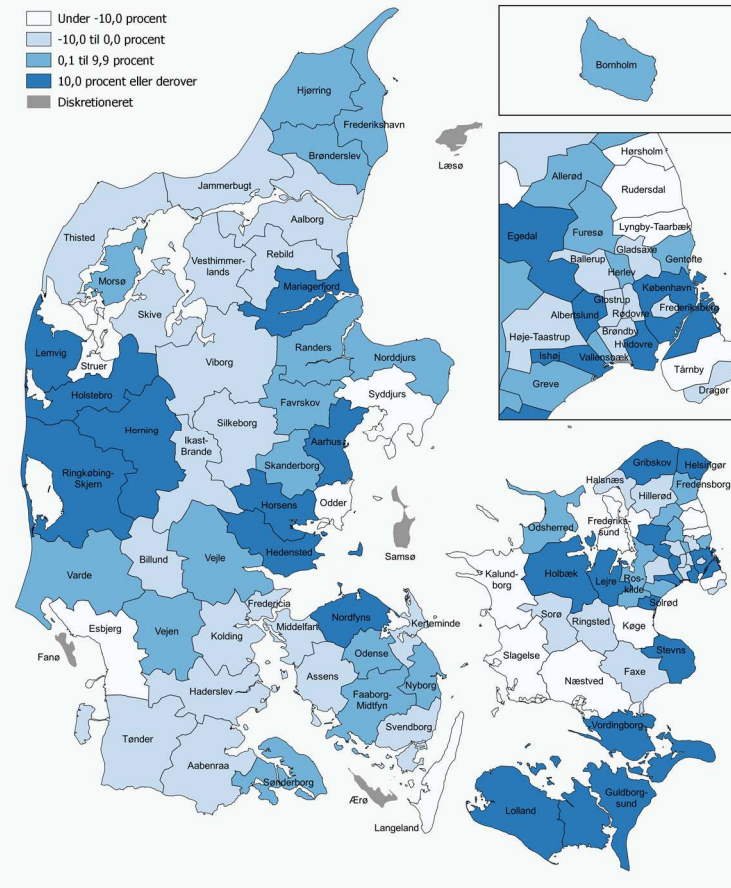 Under -10,0 procent
-10,0 til 0,0 procent
0,1 til 9,9 procent
10,0 procent eller derover
Diskretioneret
Hjørring
Frederikshavn
Brønderslev
Læsø
Jammerbugt
Aalborg
Thisted
Vesthimmer-
lands
Rebild
Morsø
Mariagerfjord
Skive
Lemvig
Struer
Viborg
Randers
Norddjurs
Holstebro
Favrskov
Syddjurs
Herning
Silkeborg
Ikast-
Brande
Aarhus
Skanderborg
Ringkøbing-
Skjern
Horsens
Odder
Hedensted
Samsø
Billund
Vejle
Varde
Fredericia
Esbjerg
Vejen
Kolding
Middelfart
Nordfyns
Kerteminde
Fanø
Odense
Assens
Haderslev
Faaborg-
Midtfyn
Nyborg
Svendborg
Tønder
Aabenraa
Sønderborg
Ærø
Langeland
Bornholm
Hørsholm
Allerød
Rudersdal
Egedal
Furesø
Lyngby-Taarbæk
Gladsaxe
Ballerup
Gentofte
Herlev
København
Glostrup
Frederiksberg
Albertslund
Rødovre
Høje-Taastrup
Brøndby
Hvidovre
Ishøj
Vallensbæk
Tårnby
Greve
Dragør
Gribskov
Helsingør
Halsnæs
Fredensborg
Hillerød
Odsherred
Frederiks-
sund
Kalund-
borg
Holbæk
Lejre
Ros-
kilde
Solrød
Sorø
Ringsted
Køge
Slagelse
Stevns
Næstved
Faxe
Vordingborg
Guldborg-
sund
Lolland